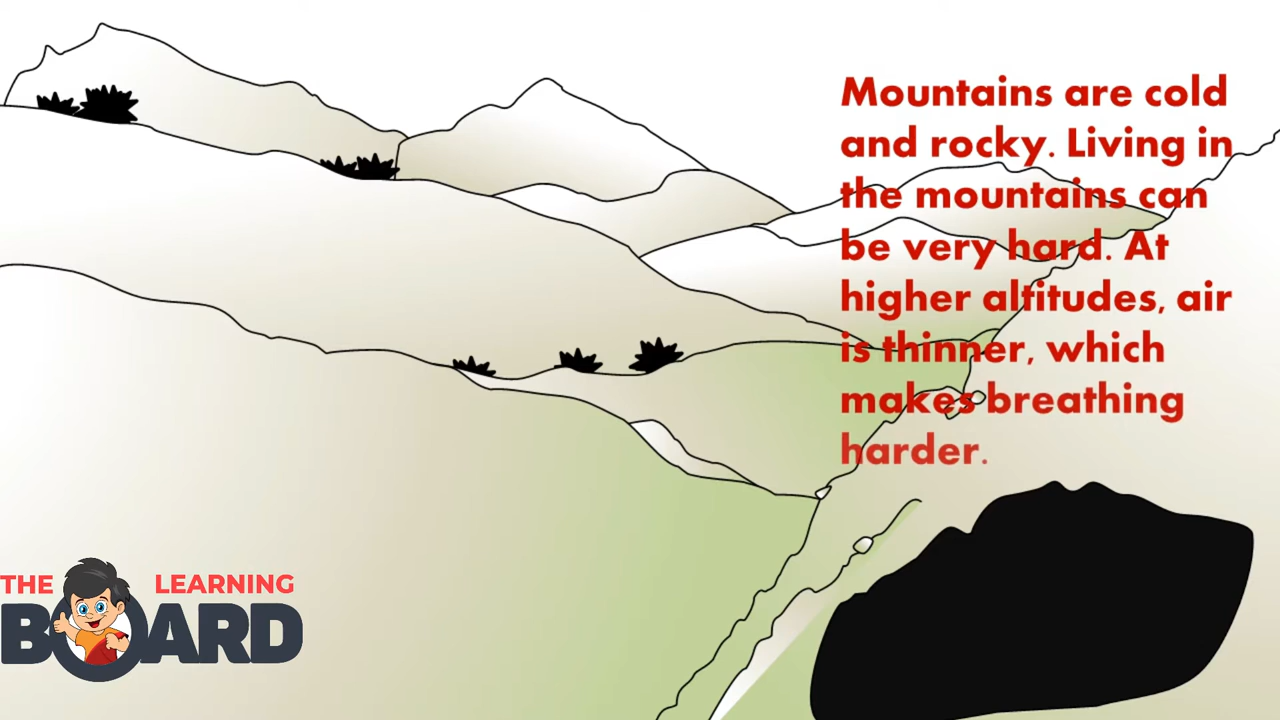 Mountains are cold
and rocky. Living in
the mountains can
be very hard. At
higher altitudes, air
is thinner, which
makes breathing
harder.
THE LEARNING
BOARD